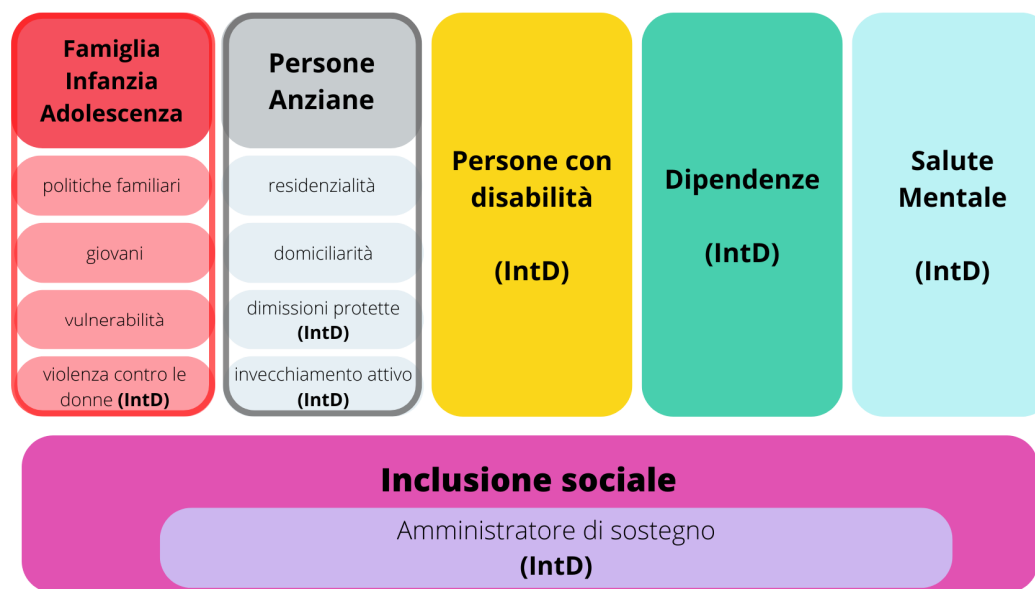 Famiglia
Infanzia
Adolescenza
politiche familiari
giovani
vulnerabilità
violenza contro le
donne (IntD)
Persone
Anziane
residenzialità
domiciliarità
dimissioni protette
(IntD)
invecchiamento attivo
(IntD)
Persone con
disabilità
(IntD)
Dipendenze
(IntD)
Salute
Mentale
(IntD)
Inclusione sociale
Amministratore di sostegno
(IntD)